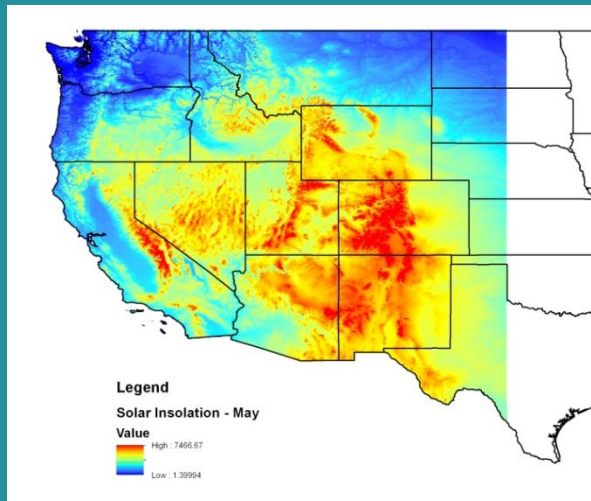 Legend
Solar Insolation - May
Value
High : 7466.67
Low : 1.39994